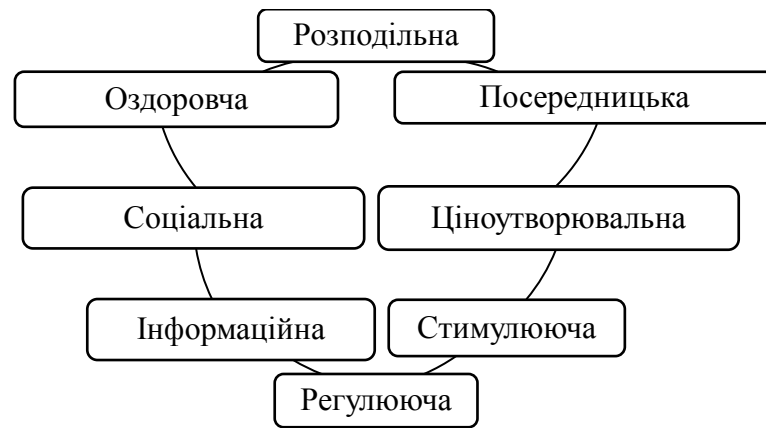 Розподільна
Оздоровча
Посередницька
Соціальна
Ціноутворювальна
Інформаційна
Стимулююча
Регулююча